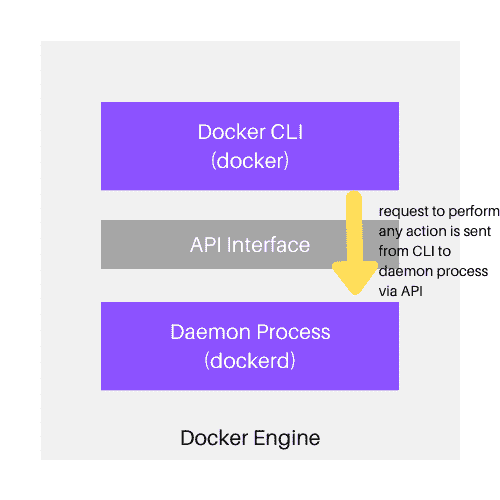 Docker CLI
(docker)
request to perform
any action is sent
from CLI to
daemon process
via API
API Interface
Daemon Process
(dockerd)
Docker Engine